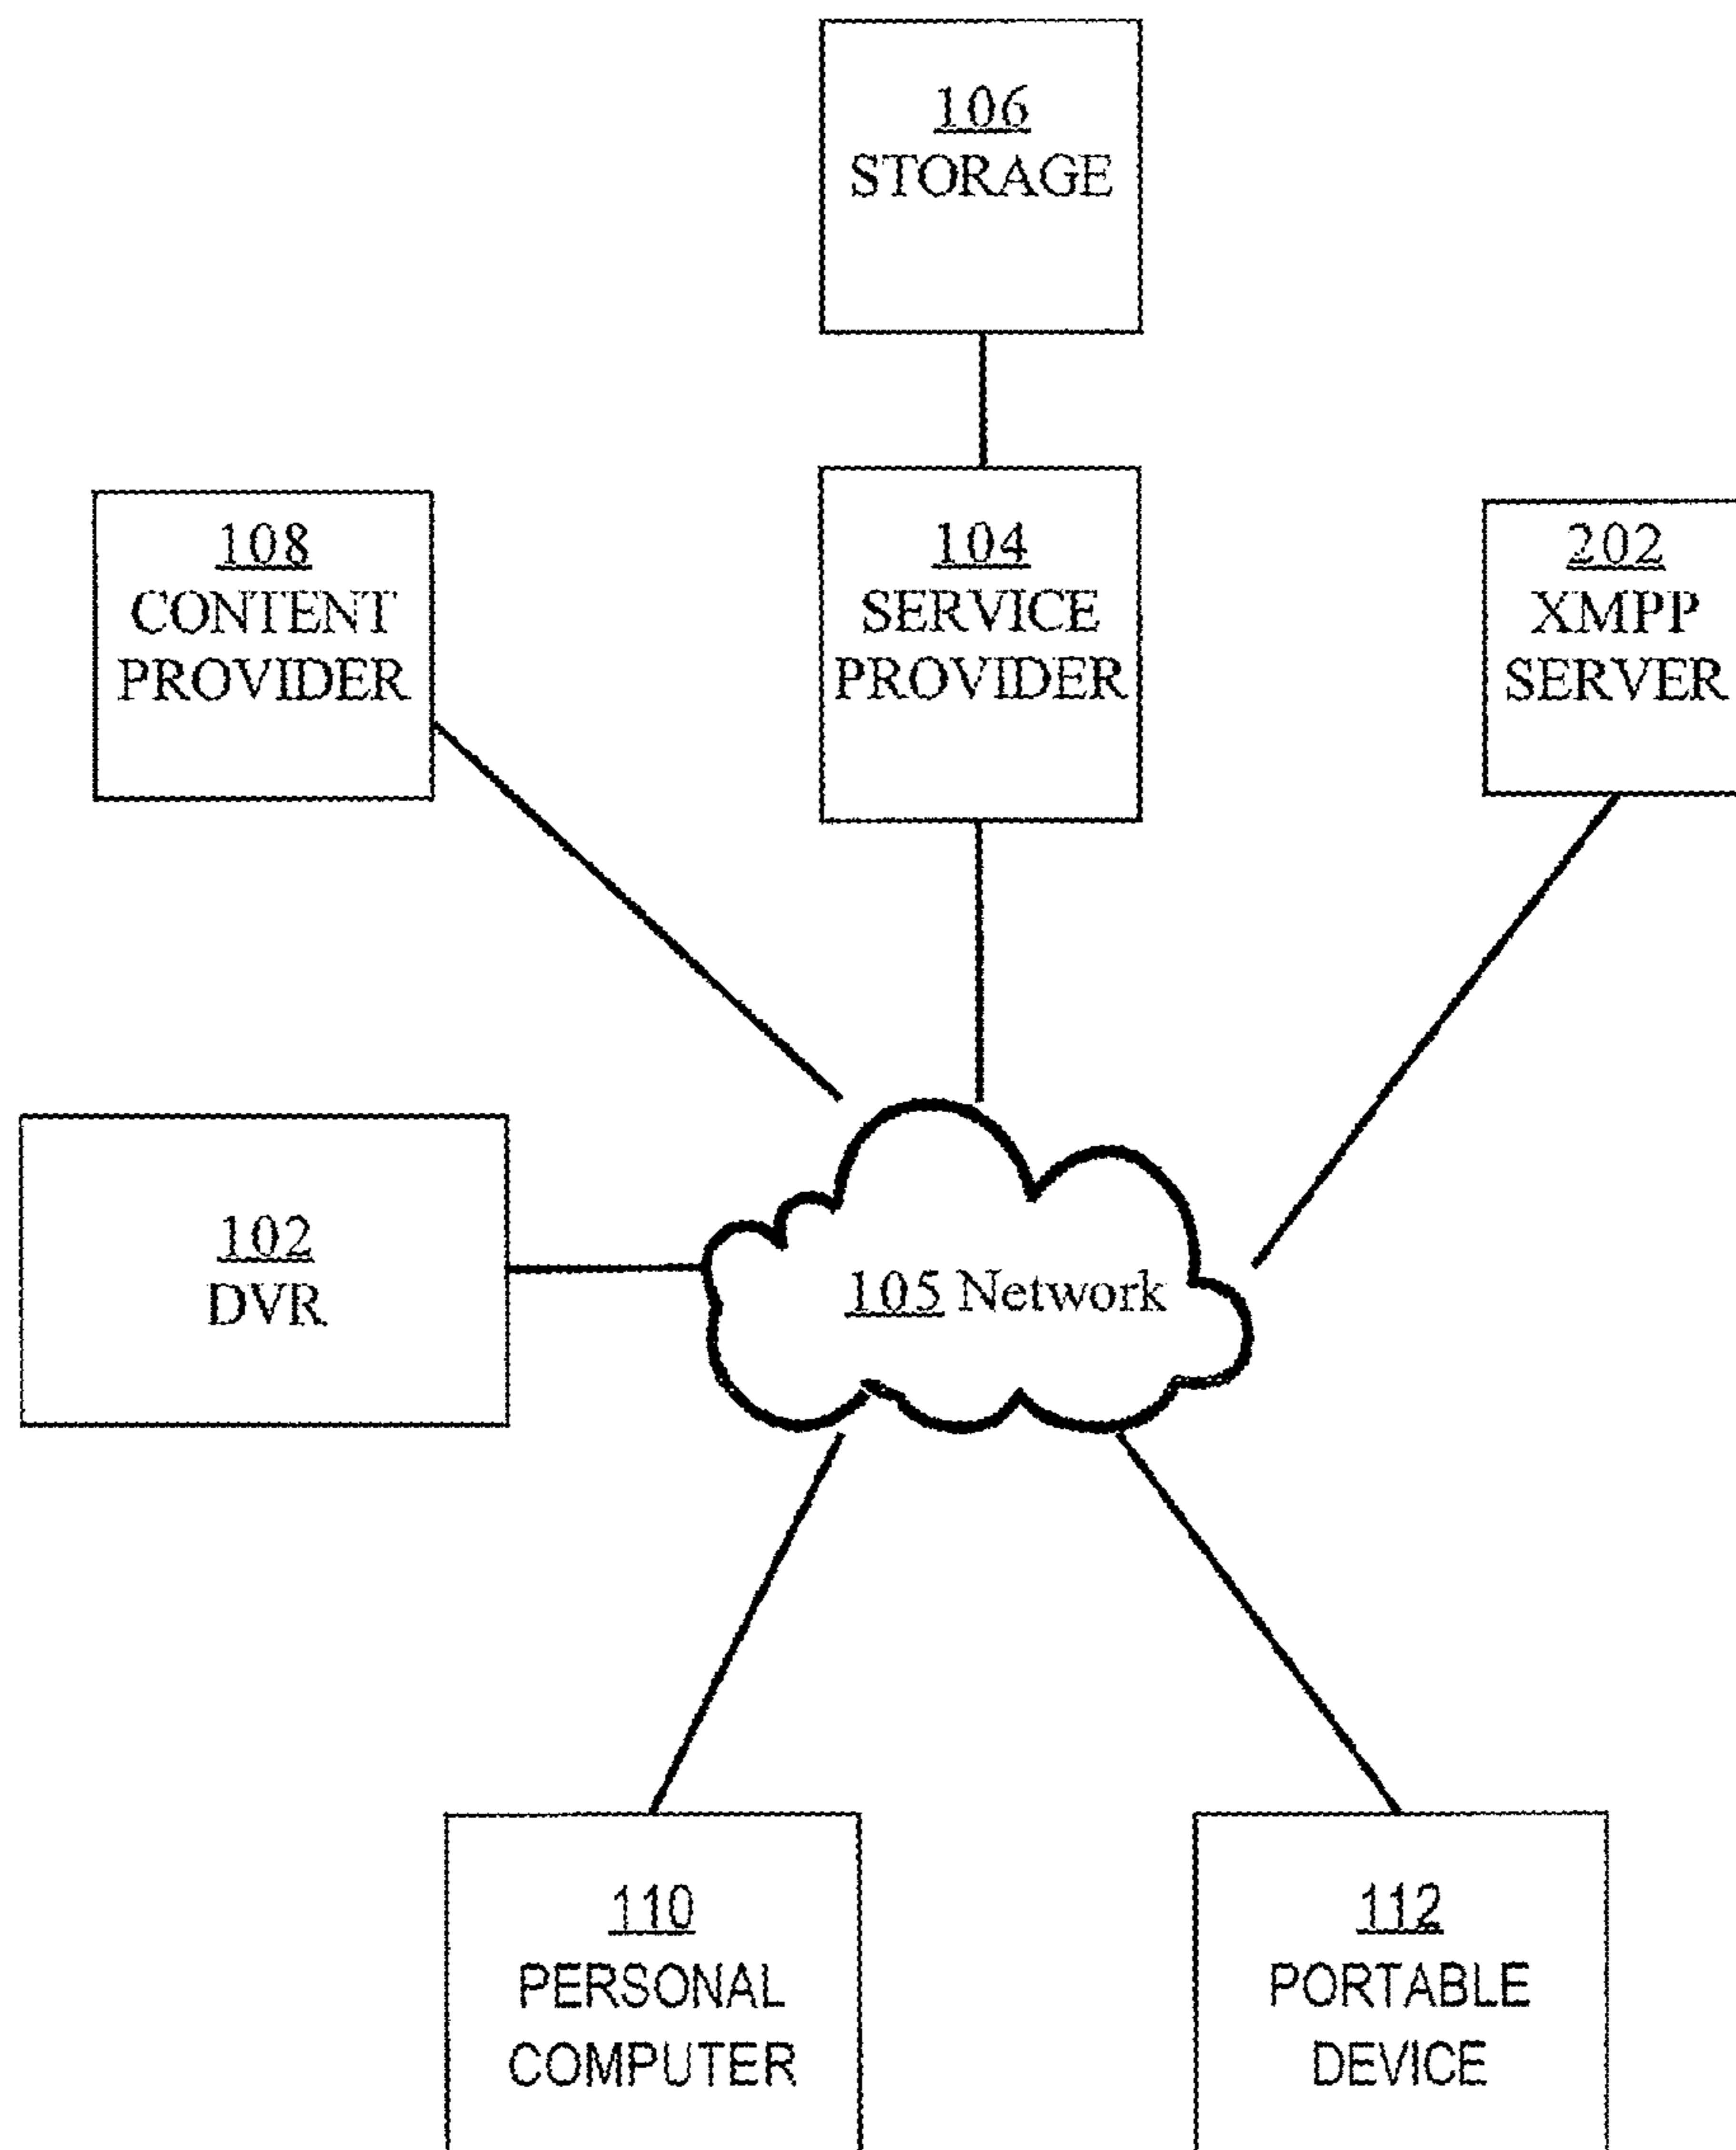 106
STORAGE
108
CONTENT
PROVIDER
104
SERVICE
PROVIDER
202
XMPP
SERVER
102
DVR
105 Network
110
PERSONAL
COMPUTER
112
PORTABLE
DEVICE